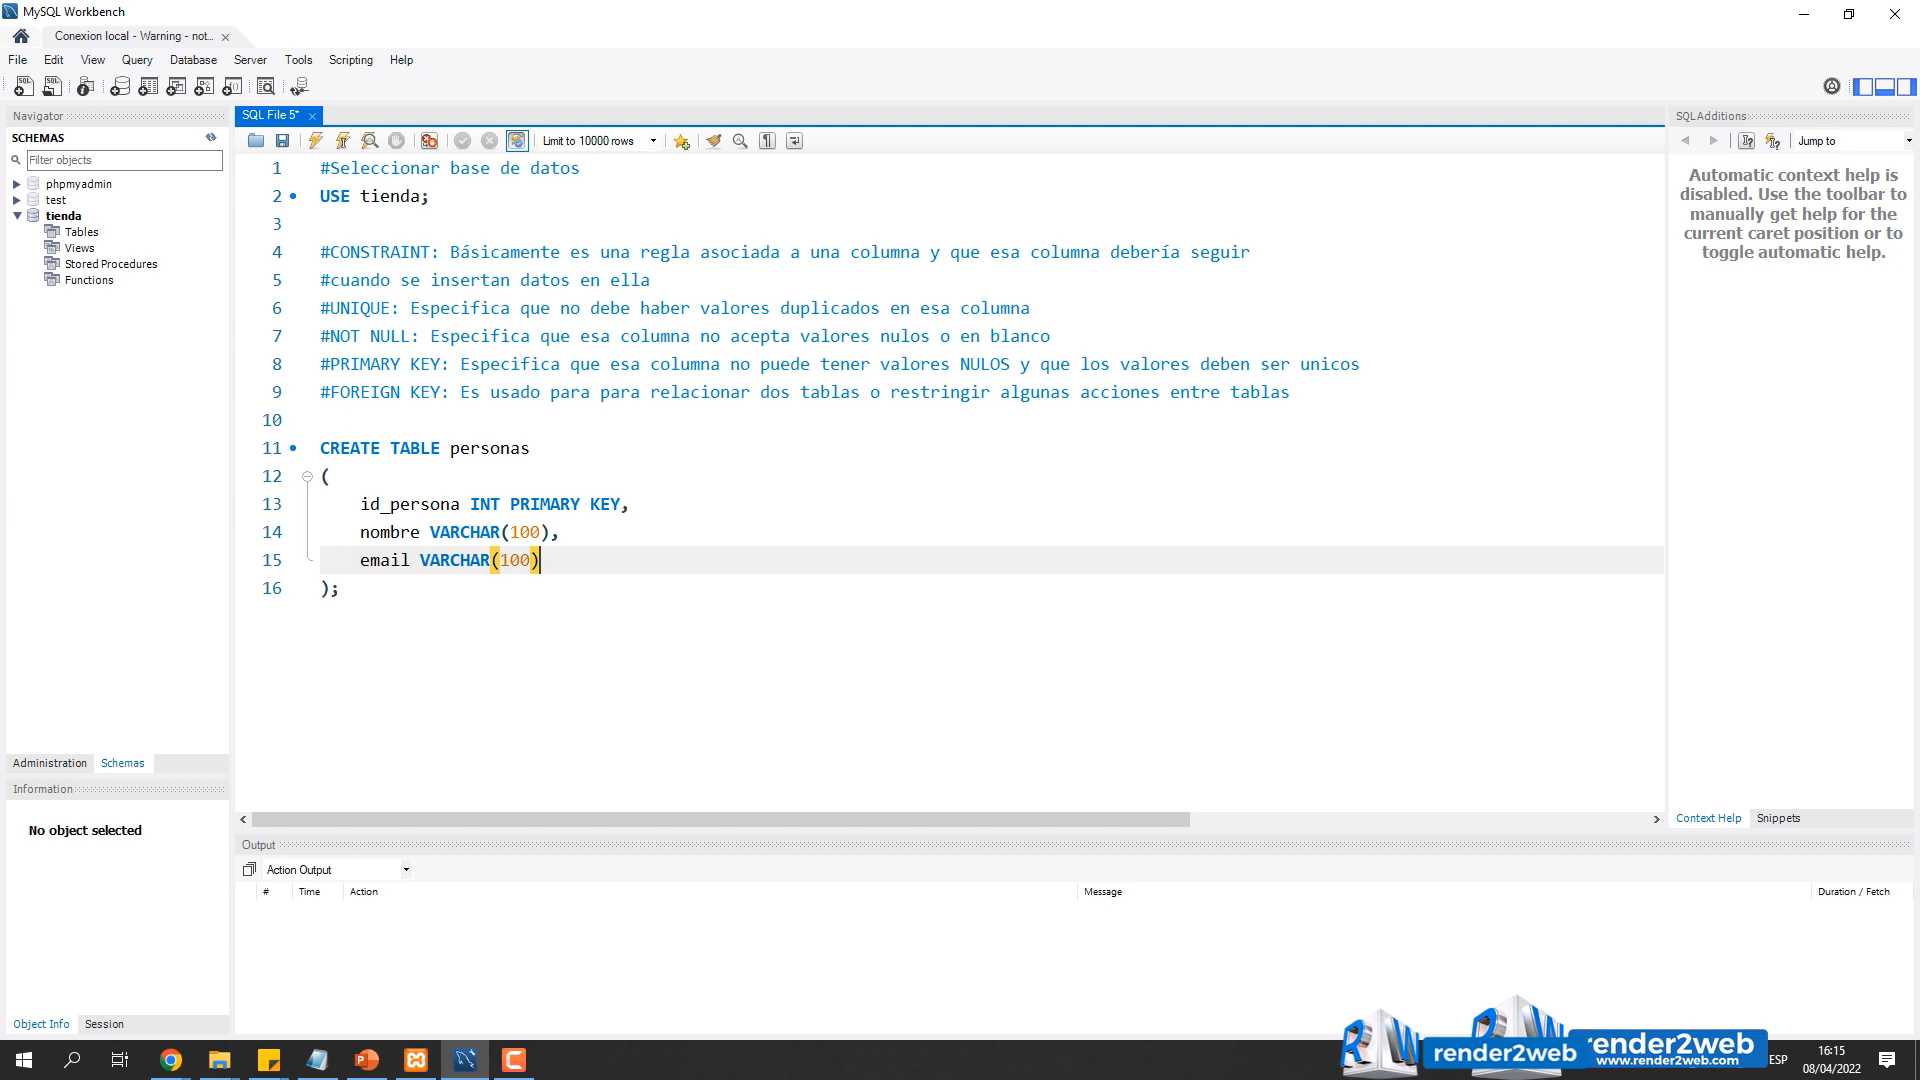 MySQL Workbench
Conexion local - Warning - not...
File Edit View Query Database Server Tools Scripting Help
Navigator
SCHEMAS
Filter objects
phpmyadmin
test
tienda
Tables
Views
Stored Procedures
Functions
Administration Schemas
Information
No object selected
Object Info Session
SQL File 5*
Limit to 10000 rows
1 #Seleccionar base de datos
2 USE tienda;
3
4 #CONSTRAINT: Básicamente es una regla asociada a una columna y que esa columna debería seguir
5 #cuando se insertan datos en ella
6 #UNIQUE: Especifica que no debe haber valores duplicados en esa columna
7 #NOT NULL: Especifica que esa columna no acepta valores nulos o en blanco
8 #PRIMARY KEY: Especifica que esa columna no puede tener valores NULOS y que los valores deben ser unicos
9 #FOREIGN KEY: Es usado para para relacionar dos tablas o restringir algunas acciones entre tablas
10
11 CREATE TABLE personas
12 (
13 id_persona INT PRIMARY KEY,
14 nombre VARCHAR(100),
15 email VARCHAR(100)
16 );
Output
Action Output
# Time Action Message Duration / Fetch
SQLAdditions
Jump to
Automatic context help is
disabled. Use the toolbar to
manually get help for the
current caret position or to
toggle automatic help.
Context Help Snippets
render2web
render2web
www.render2web.com
ESP
16:15
08/04/2022